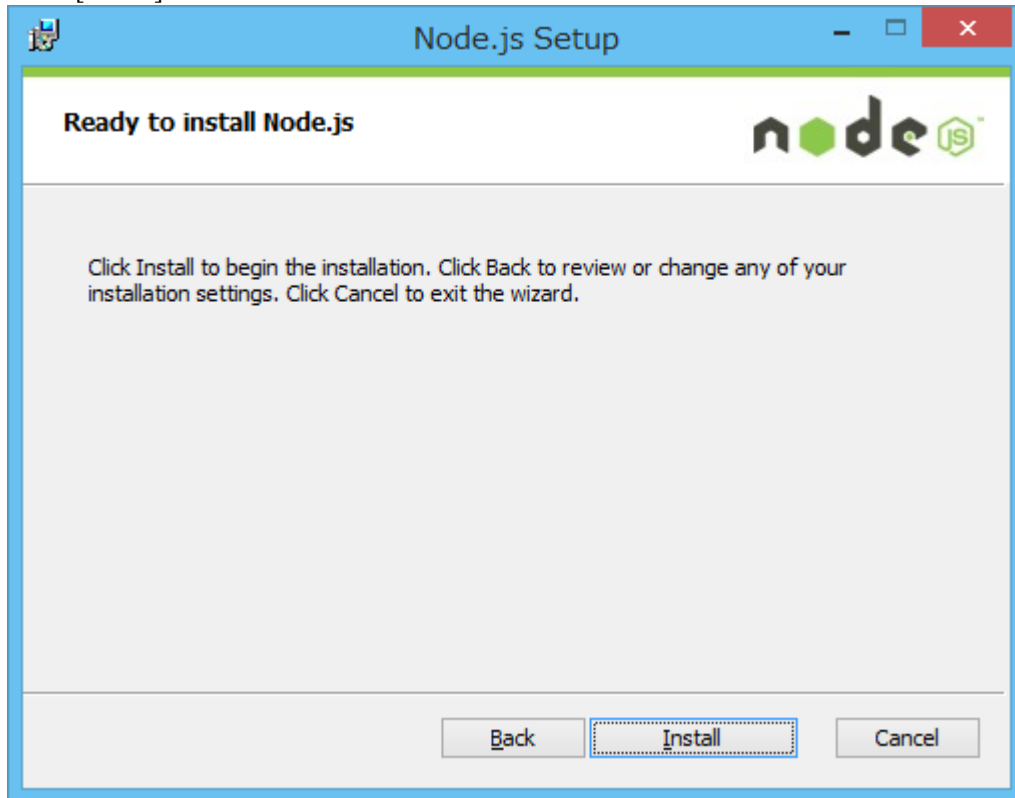 Node.js Setup
Ready to install Node.js
node JS
Click Install to begin the installation. Click Back to review or change any of your
installation settings. Click Cancel to exit the wizard.
Back
Install
Cancel